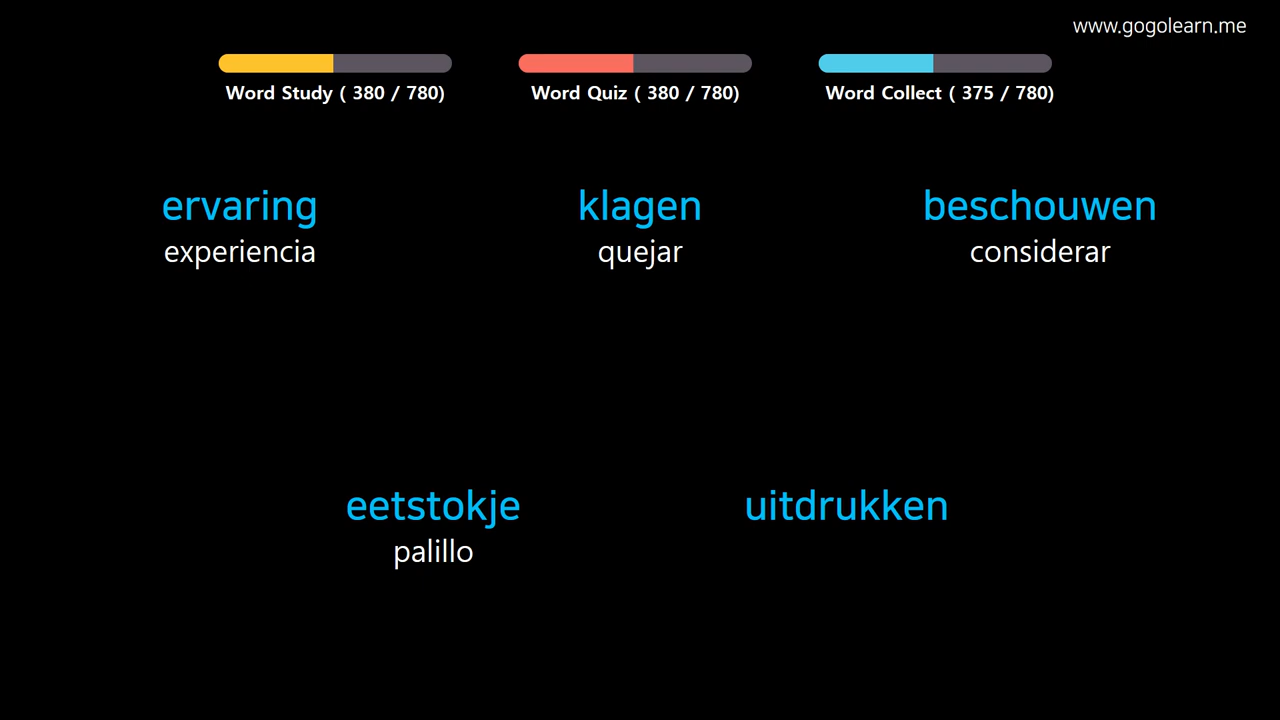 www.gogolearn.me
Word Study ( 380 / 780)
Word Quiz ( 380 / 780)
Word Collect ( 375 / 780)
ervaring
experiencia
klagen
quejar
beschouwen
considerar
eetstokje
palillo
uitdrukken